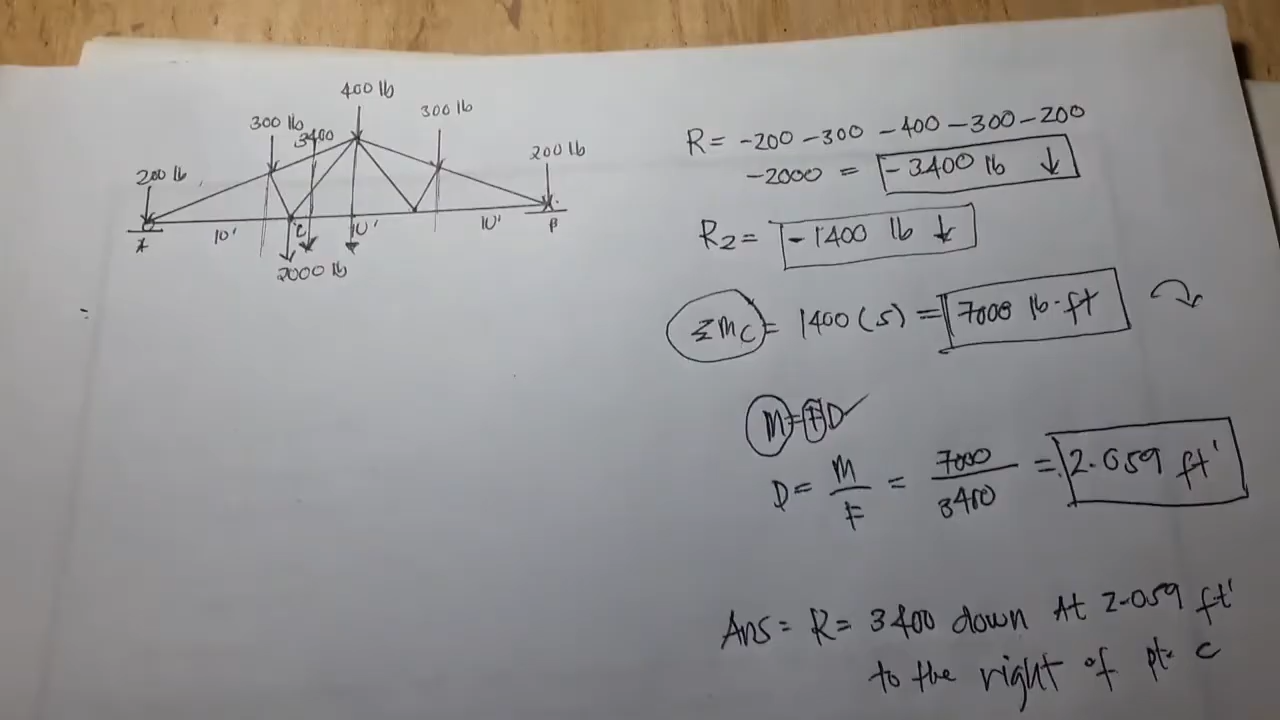 400 lb
300 lb
300 lb
3400
200 lb
200 lb
A
10'
C
10'
10'
B
2000 lb
R = -200 -300 -400 -300 -200
-2000 = -3400 lb ↓
R2 = -1400 lb ↓
ΣMC = 1400 (5) = 7000 lb·ft
M = FD
D = M/F = 7000/3400 = 2.059 ft'
Ans = R = 3400 down At 2.059 ft'
to the right of pt. C